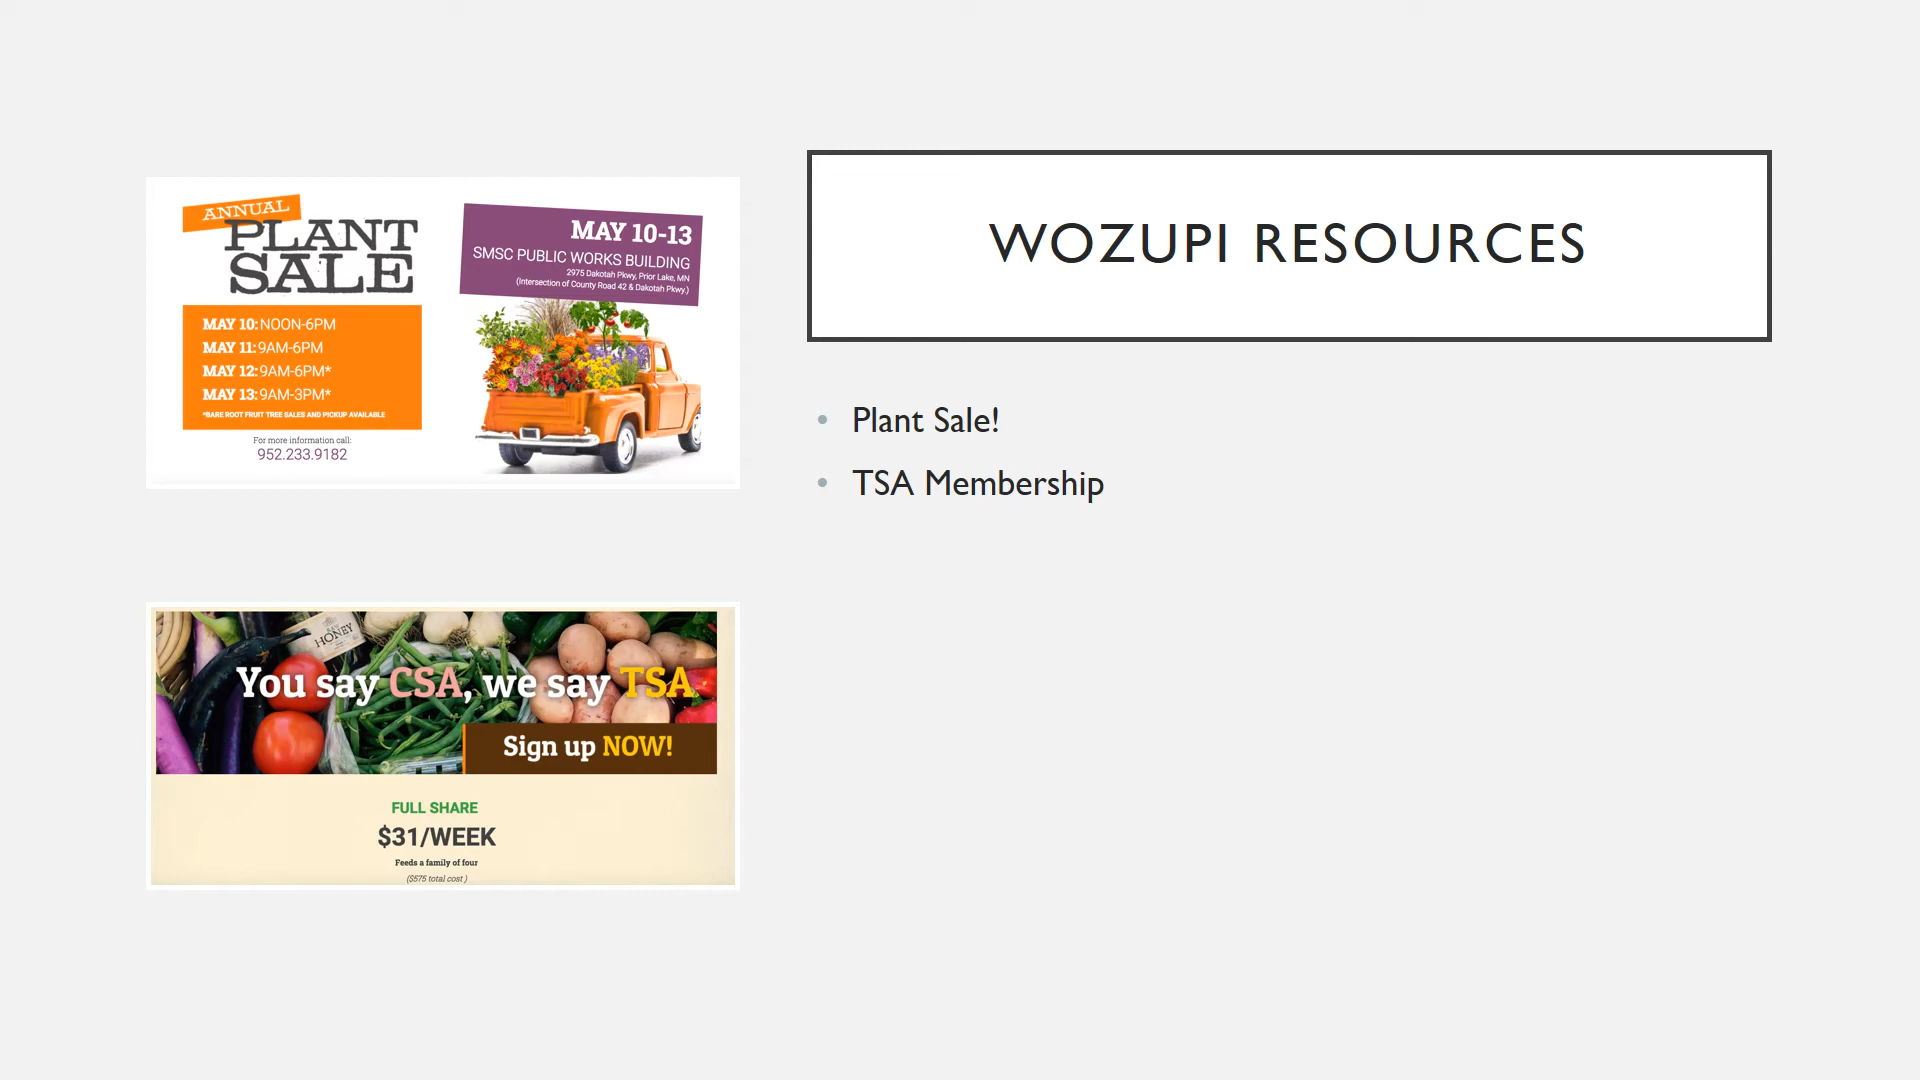 ANNUAL
PLANT
SALE
MAY 10: NOON-6PM
MAY 11: 9AM-6PM
MAY 12: 9AM-6PM*
MAY 13: 9AM-3PM*
*BARE ROOT FRUIT TREE SALES AND PICKUP AVAILABLE
For more information call:
952.233.9182
MAY 10-13
SMSC PUBLIC WORKS BUILDING
2975 Dakotah Pkwy, Prior Lake, MN
(Intersection of County Road 42 & Dakotah Pkwy.)
WOZUPI RESOURCES
• Plant Sale!
• TSA Membership
HONEY
You say CSA, we say TSA
Sign up NOW!
FULL SHARE
$31/WEEK
Feeds a family of four
($575 total cost )